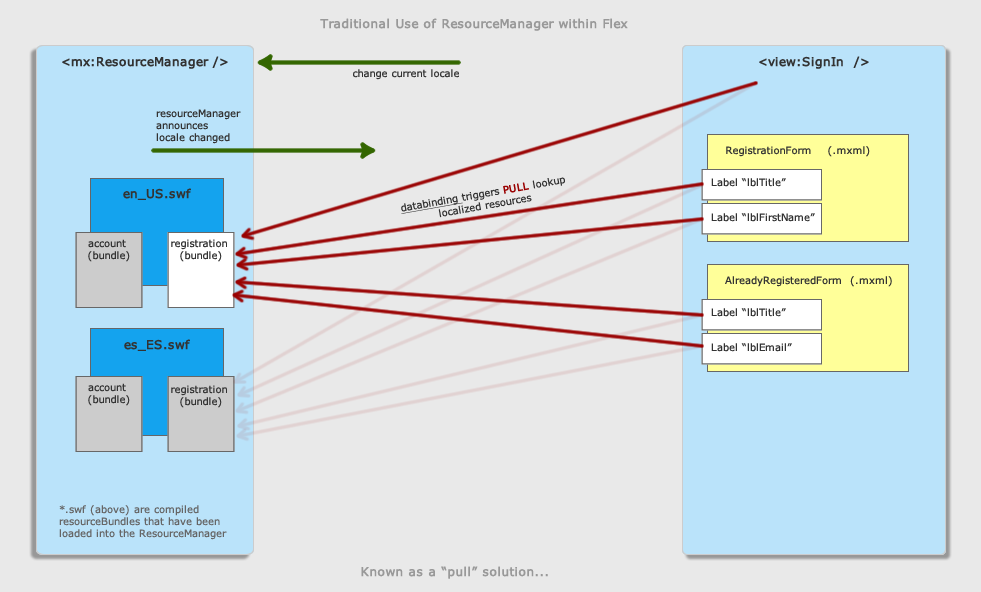 Traditional Use of ResourceManager within Flex
<mx:ResourceManager />
change current locale
resourceManager
announces
locale changed
en_US.swf
account
(bundle)
registration
(bundle)
es_ES.swf
account
(bundle)
registration
(bundle)
*.swf (above) are compiled
resourceBundles that have been
loaded into the ResourceManager
databinding triggers PULL lookup
localized resources
<view:SignIn />
RegistrationForm (.mxml)
Label “lblTitle”
Label “lblFirstName”
AlreadyRegisteredForm (.mxml)
Label “lblTitle”
Label “lblEmail”
Known as a “pull” solution...